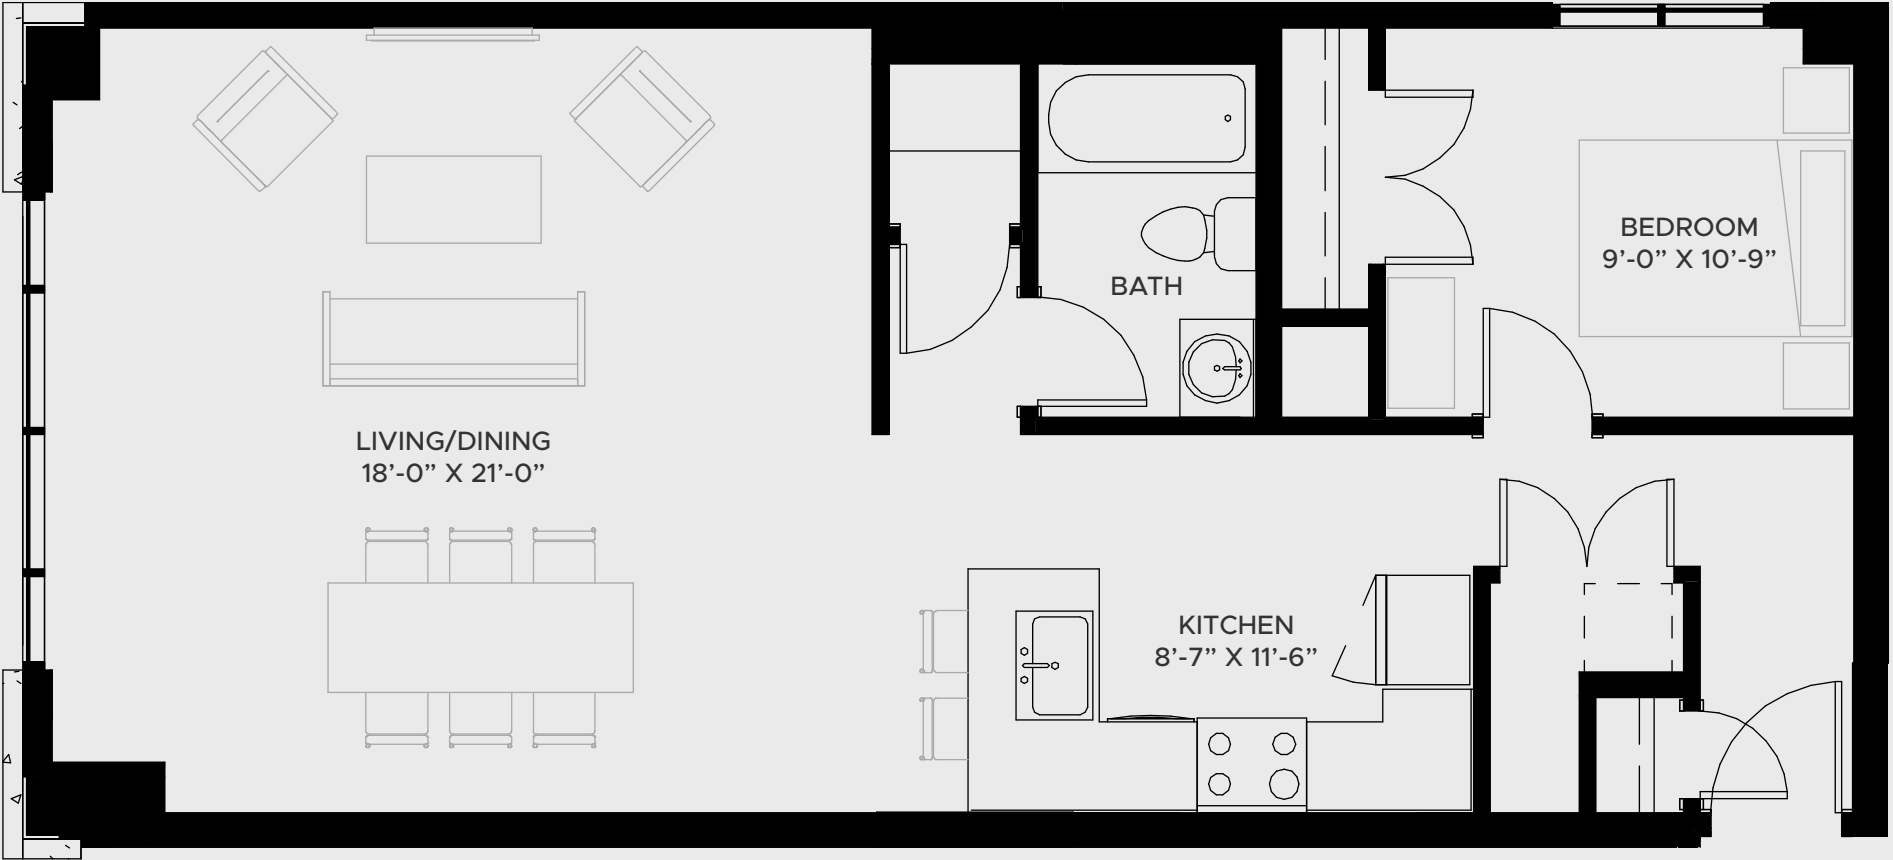 BEDROOM
9’-0” X 10’-9”
BATH
LIVING/DINING
18’-0” X 21’-0”
KITCHEN
8’-7” X 11’-6”